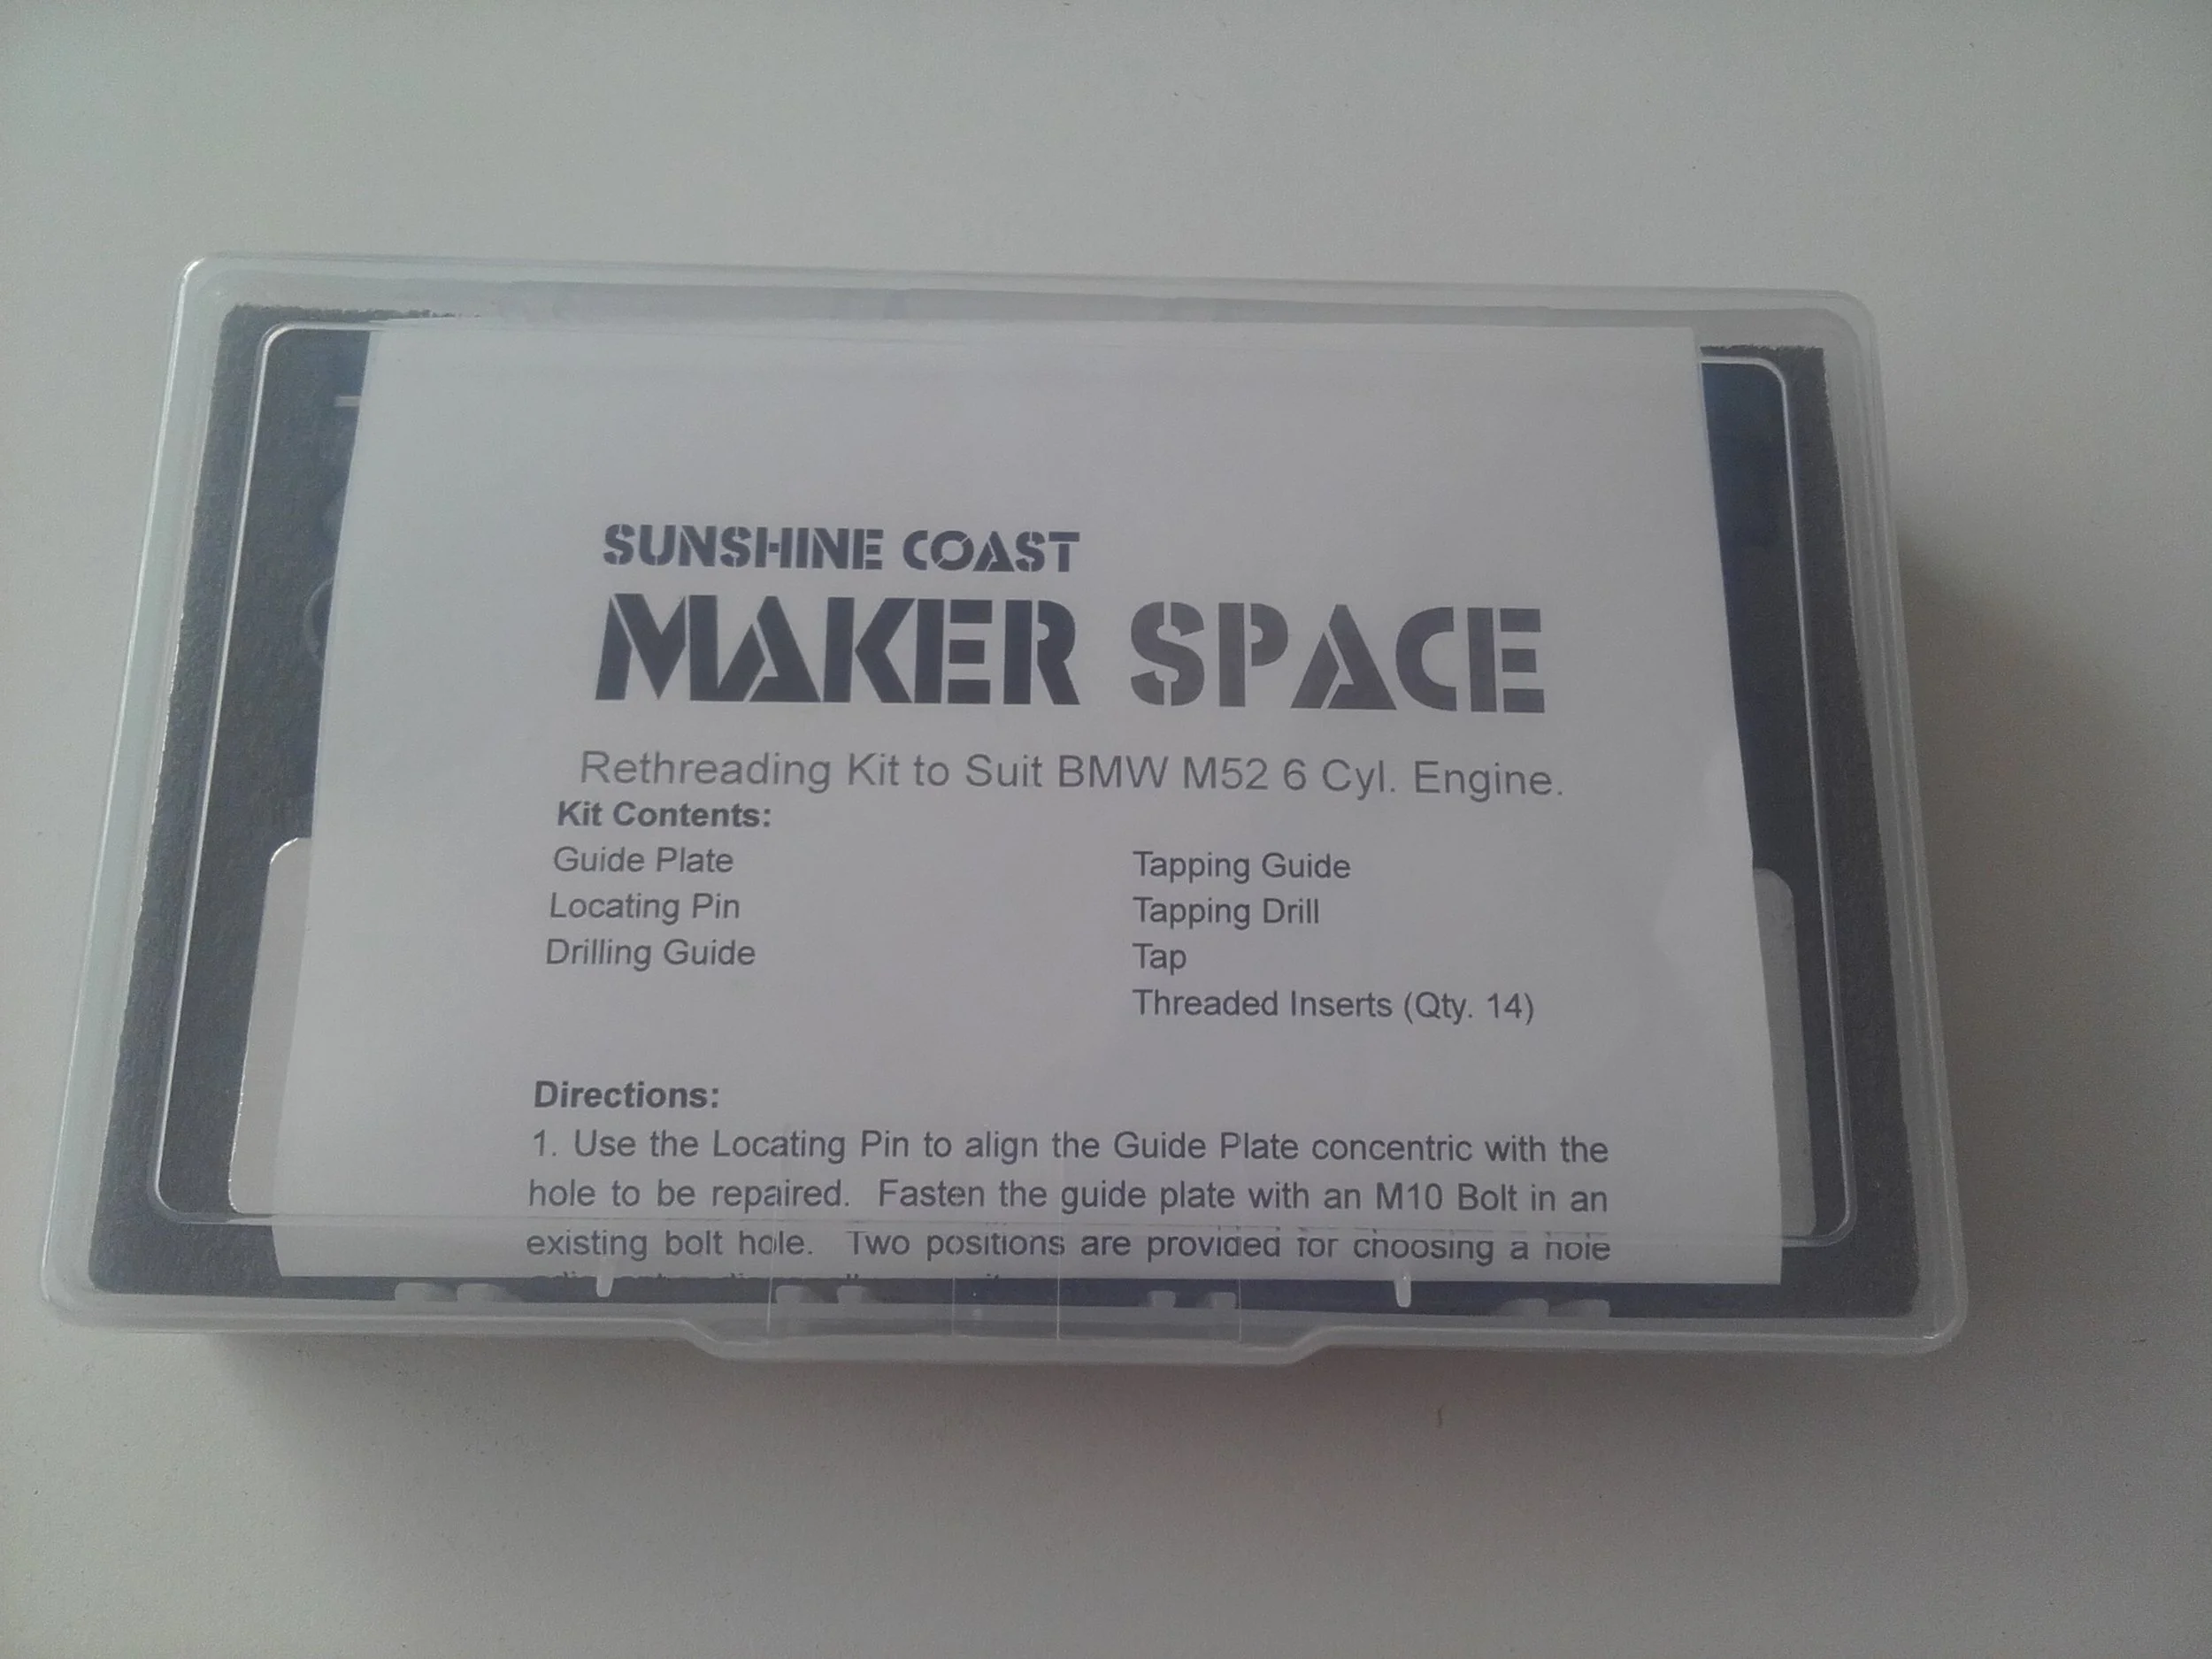 SUNSHINE COAST
MAKER SPACE
Rethreading Kit to Suit BMW M52 6 Cyl. Engine.
Kit Contents:
Guide Plate
Locating Pin
Drilling Guide
Tapping Guide
Tapping Drill
Tap
Threaded Inserts (Qty. 14)
Directions:
1. Use the Locating Pin to align the Guide Plate concentric with the
hole to be repaired. Fasten the guide plate with an M10 Bolt in an
existing bolt hole. Two positions are provided for choosing a hole